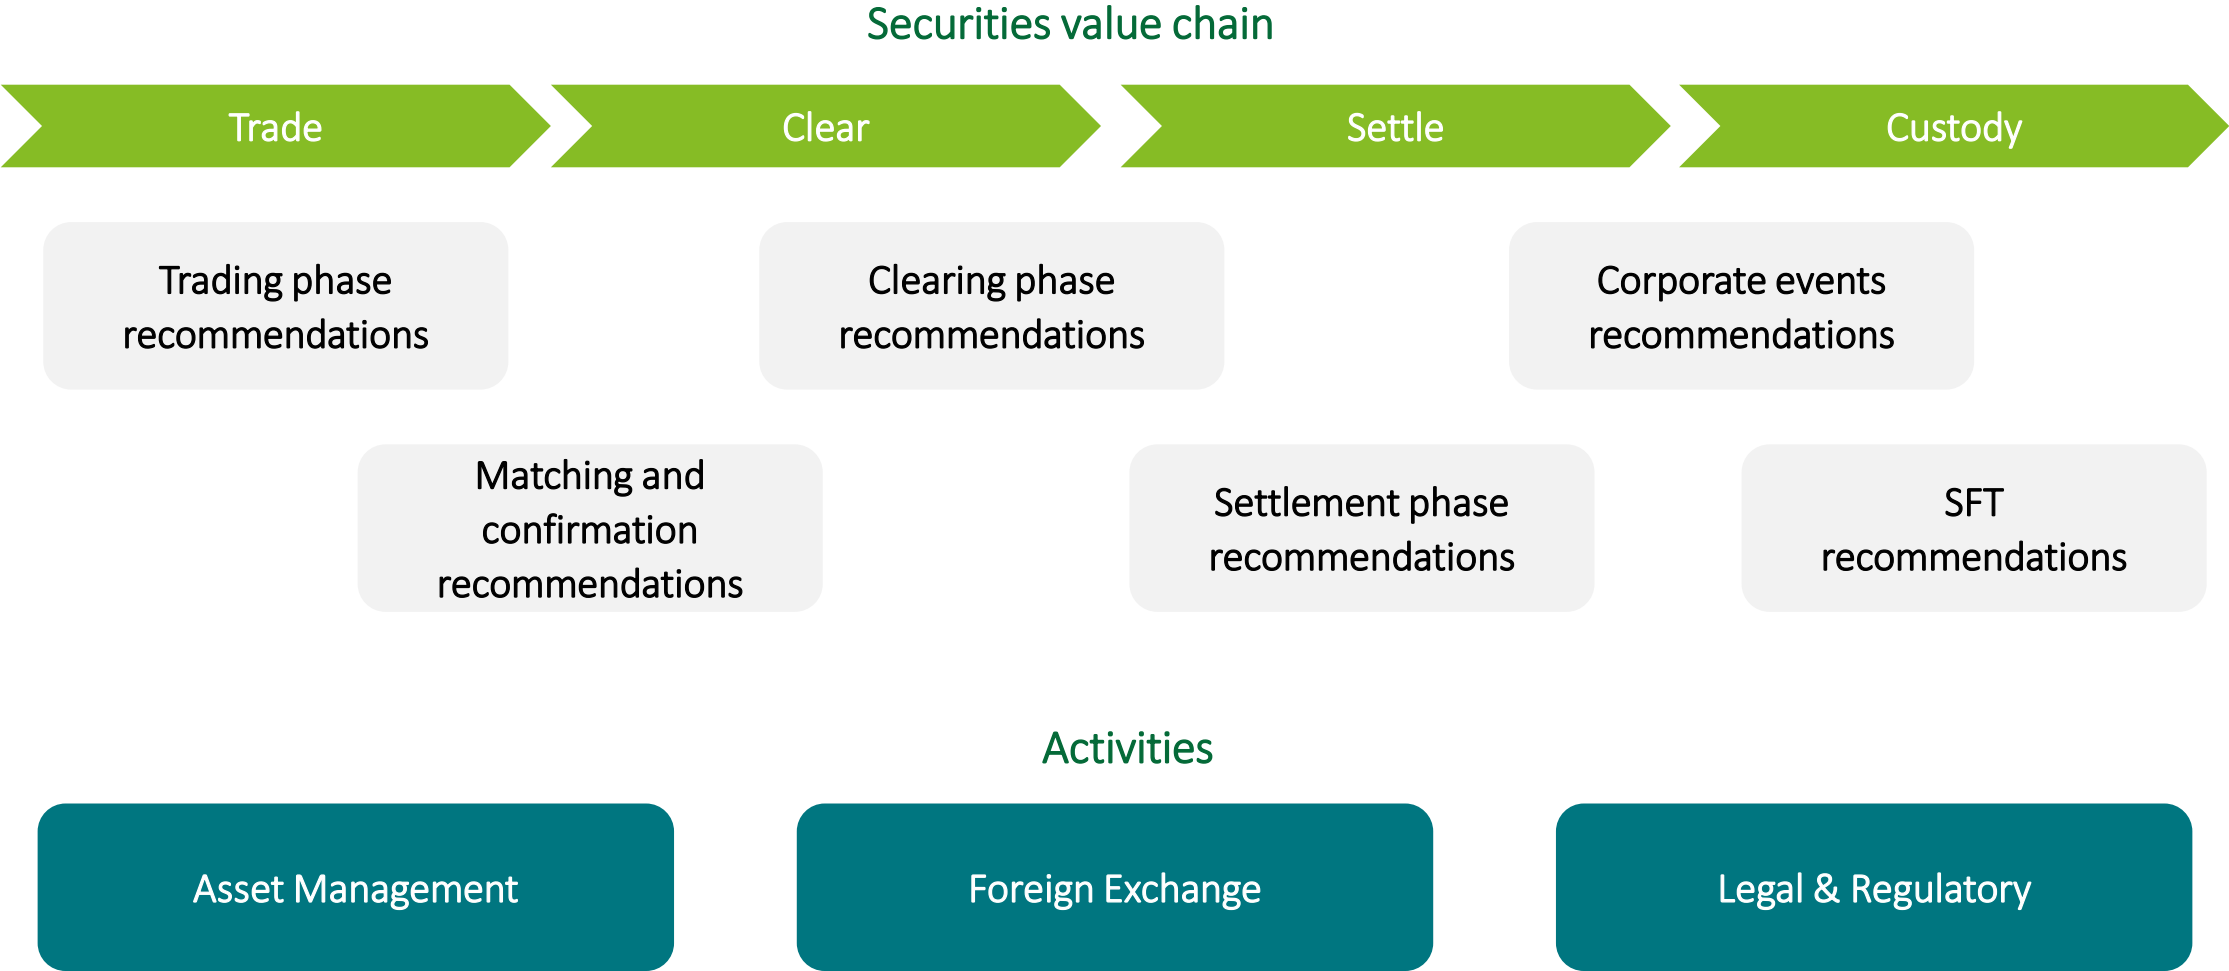 Securities value chain
Trade
Clear
Settle
Custody
Trading phase
recommendations
Clearing phase
recommendations
Corporate events
recommendations
Matching and
confirmation
recommendations
Settlement phase
recommendations
SFT
recommendations
Activities
Asset Management
Foreign Exchange
Legal & Regulatory